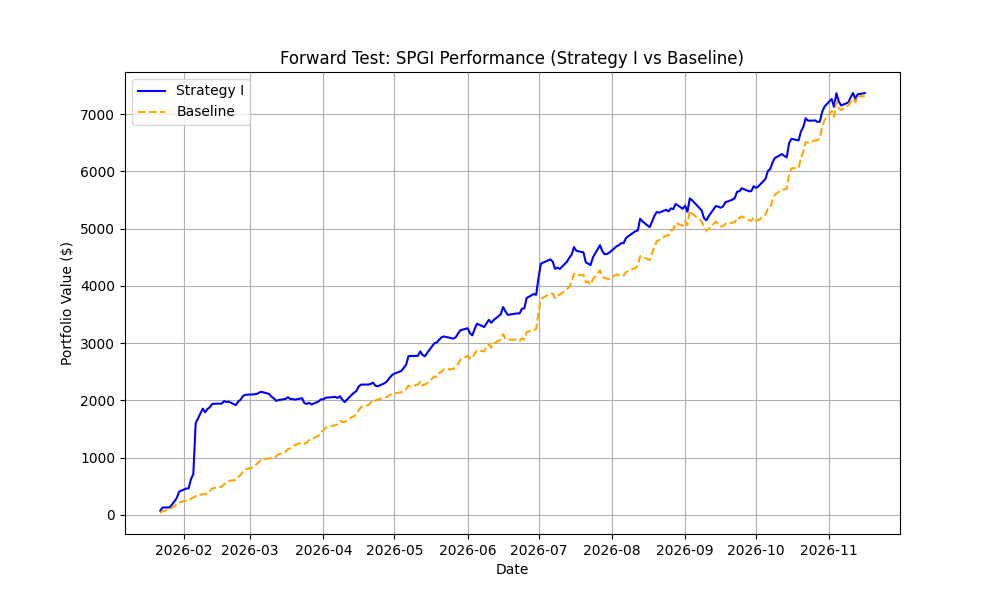 Forward Test: SPGI Performance (Strategy I vs Baseline)
Strategy I
Baseline
Portfolio Value ($)
7000
6000
5000
4000
3000
2000
1000
0
2026-02 2026-03 2026-04 2026-05 2026-06 2026-07 2026-08 2026-09 2026-10 2026-11
Date